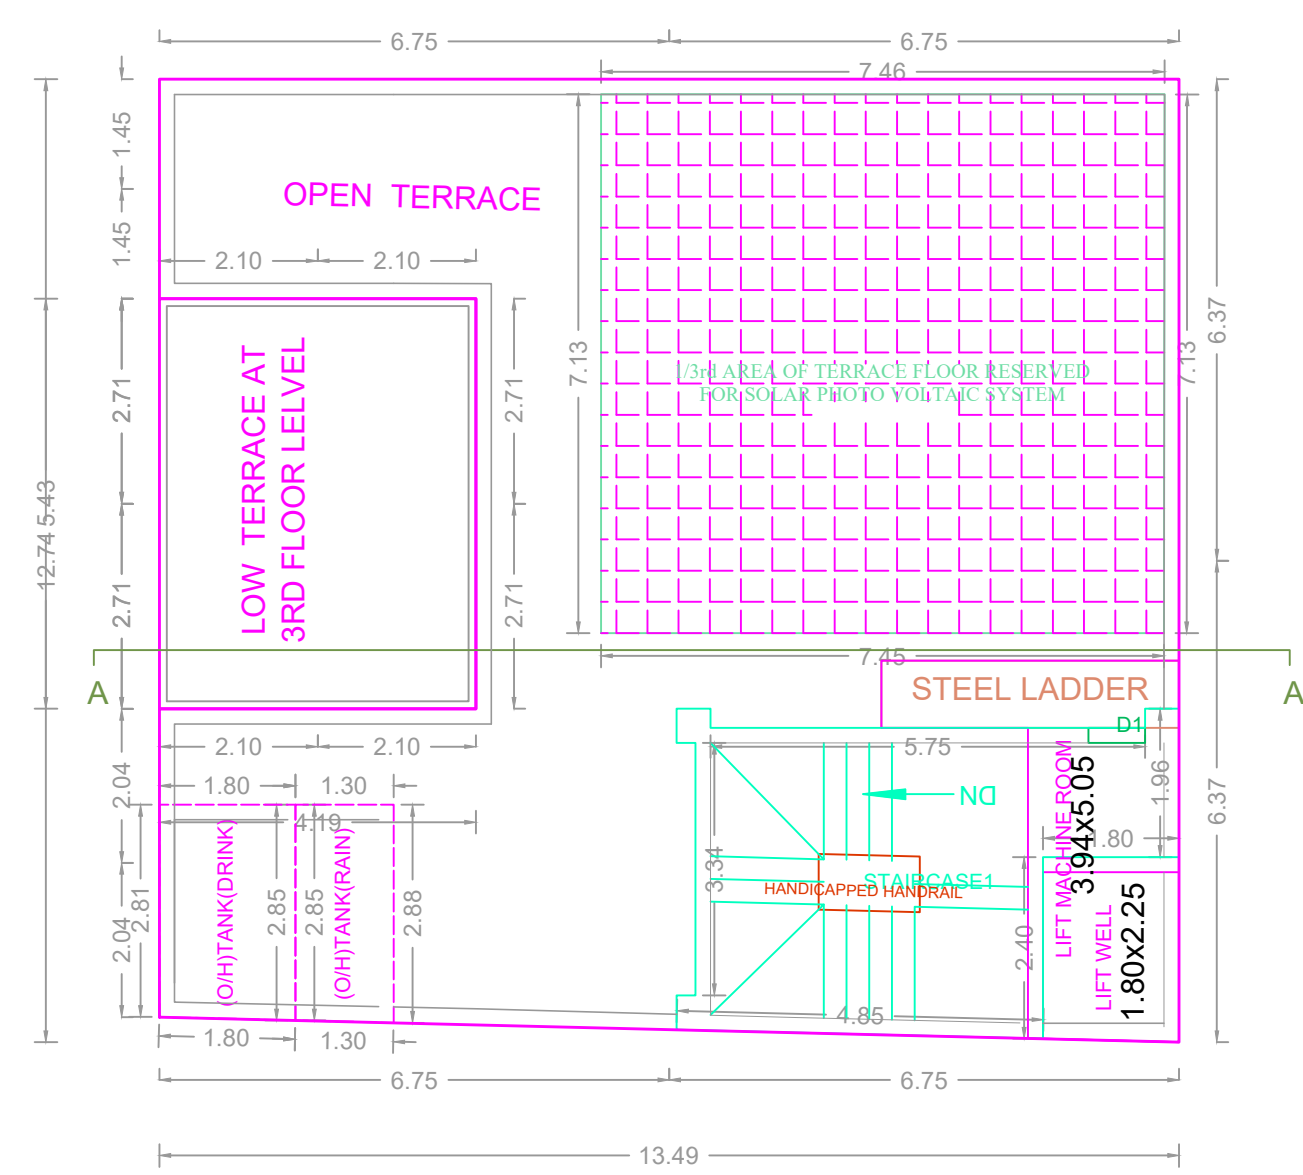 6.75
6.75
7.46
1.45
1.45
OPEN TERRACE
2.10
2.10
7.13
7.13
6.37
1/3rd AREA OF TERRACE FLOOR RESERVED
FOR SOLAR PHOTO VOLTAIC SYSTEM
LOW TERRACE AT
3RD FLOOR LELVEL
2.71
2.71
2.71
2.71
5.43
12.74
7.45
A
A
STEEL LADDER
D1
5.75
1.96
2.10
2.10
1.80
1.30
4.19
2.04
2.04
2.81
(O/H)TANK(DRINK)
2.85
2.85
(O/H)TANK(RAIN)
2.88
DN
3.34
STAIRCASE1
HANDICAPPED HANDRAIL
LIFT MACHINE ROOM
3.94x5.05
1.80
6.37
2.40
LIFT WELL
1.80x2.25
4.85
1.80
1.30
6.75
6.75
13.49